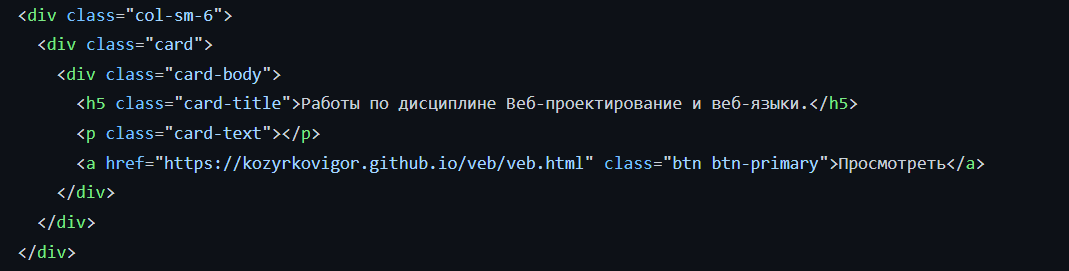 <div class="col-sm-6">
<div class="card">
<div class="card-body">
<h5 class="card-title">Работы по дисциплине Веб-проектирование и веб-языки.</h5>
<p class="card-text"></p>
<a href="https://kozyrkovigor.github.io/veb/veb.html" class="btn btn-primary">Просмотреть</a>
</div>
</div>
</div>